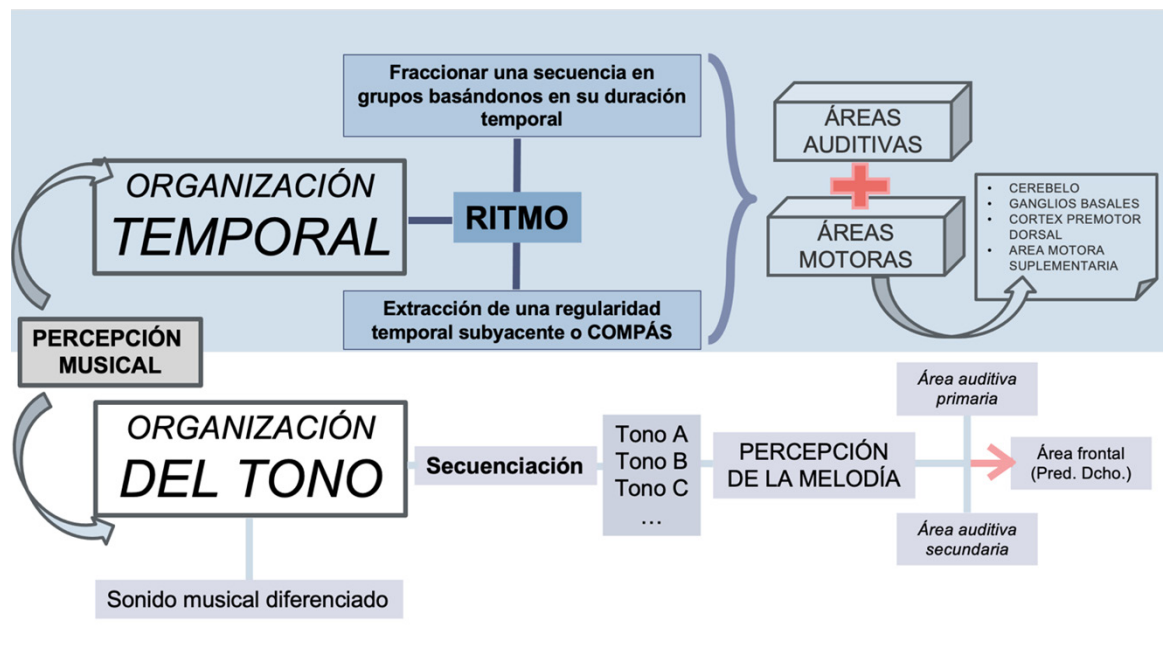 Fraccionar una secuencia en
grupos basándonos en su duración
temporal
ORGANIZACIÓN
TEMPORAL
RITMO
Extracción de una regularidad
temporal subyacente o COMPÁS
ÁREAS
AUDITIVAS
ÁREAS
MOTORAS
• CEREBELO
• GANGLIOS BASALES
• CORTEX PREMOTOR
DORSAL
• AREA MOTORA
SUPLEMENTARIA
PERCEPCIÓN
MUSICAL
ORGANIZACIÓN
DEL TONO
Secuenciación
Tono A
Tono B
Tono C
…
PERCEPCIÓN
DE LA MELODÍA
Área auditiva
primaria
Área frontal
(Pred. Dcho.)
Área auditiva
secundaria
Sonido musical diferenciado